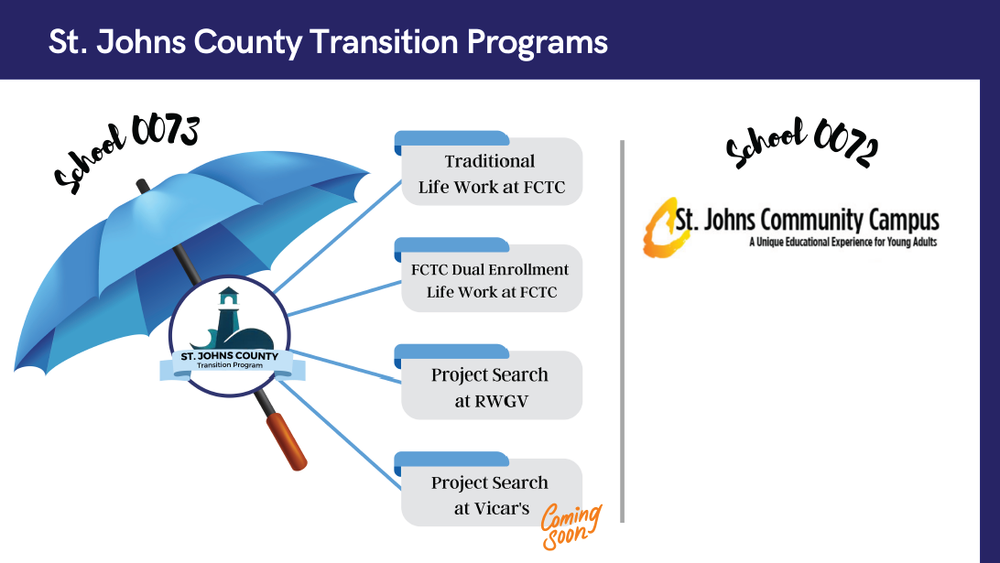 St. Johns County Transition Programs
School 0073
ST. JOHNS COUNTY
Transition Program
Traditional
Life Work at FCTC
FCTC Dual Enrollment
Life Work at FCTC
Project Search
at RWGV
Project Search
at Vicar's
Coming
soon
School 0072
St. Johns Community Campus
A Unique Educational Experience for Young Adults